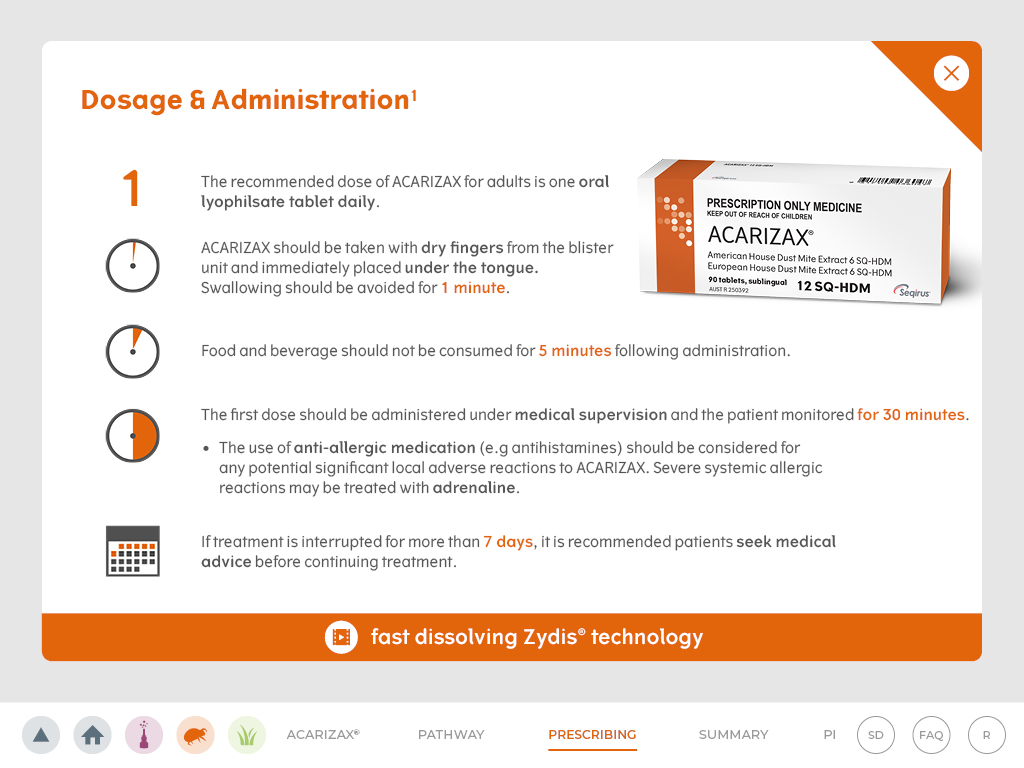 Dosage & Administration¹
1
The recommended dose of ACARIZAX for adults is one oral
lyophilsate tablet daily.
ACARIZAX should be taken with dry fingers from the blister
unit and immediately placed under the tongue.
Swallowing should be avoided for 1 minute.
ACARIZAX® 12 SQ-HDM
PRESCRIPTION ONLY MEDICINE
KEEP OUT OF REACH OF CHILDREN
ACARIZAX®
American House Dust Mite Extract 6 SQ-HDM
European House Dust Mite Extract 6 SQ-HDM
90 tablets, sublingual 12 SQ-HDM
AUST R 250392
Seqirus
Food and beverage should not be consumed for 5 minutes following administration.
The first dose should be administered under medical supervision and the patient monitored for 30 minutes.
• The use of anti-allergic medication (e.g antihistamines) should be considered for
any potential significant local adverse reactions to ACARIZAX. Severe systemic allergic
reactions may be treated with adrenaline.
If treatment is interrupted for more than 7 days, it is recommended patients seek medical
advice before continuing treatment.
fast dissolving Zydis® technology
ACARIZAX® PATHWAY PRESCRIBING SUMMARY PI SD FAQ R